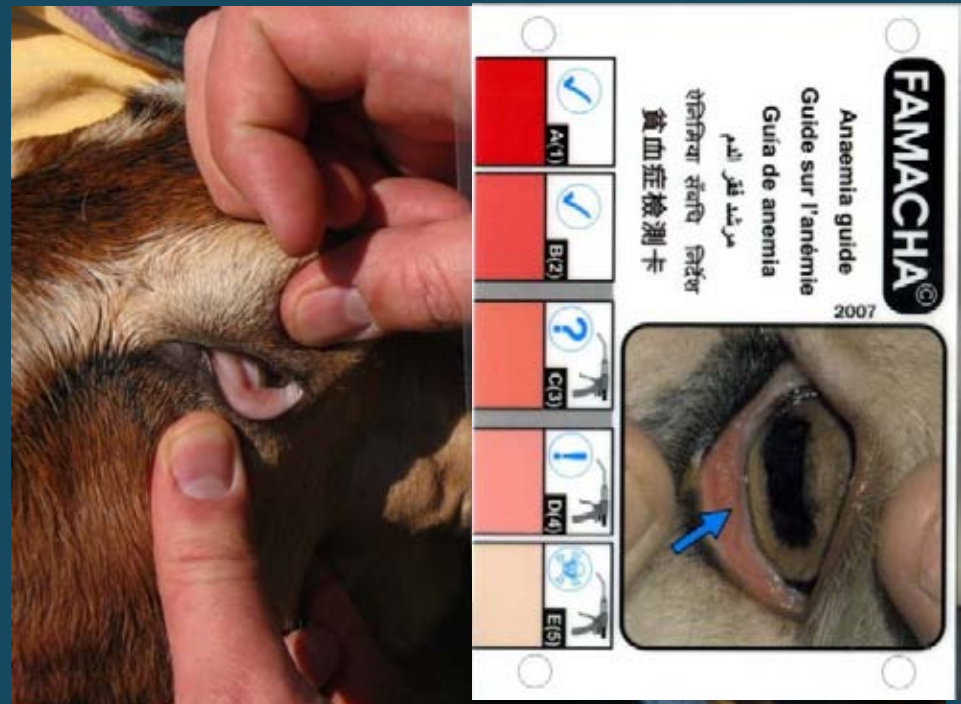 FAMACHA©
Anaemia guide
Guide sur l'anémie
Guía de anemia
مرشد فقر الدم
ऐनिमिया निर्देश
貧血症檢測卡
2007
A(1)
B(2)
?
C(3)
!
D(4)
E(5)